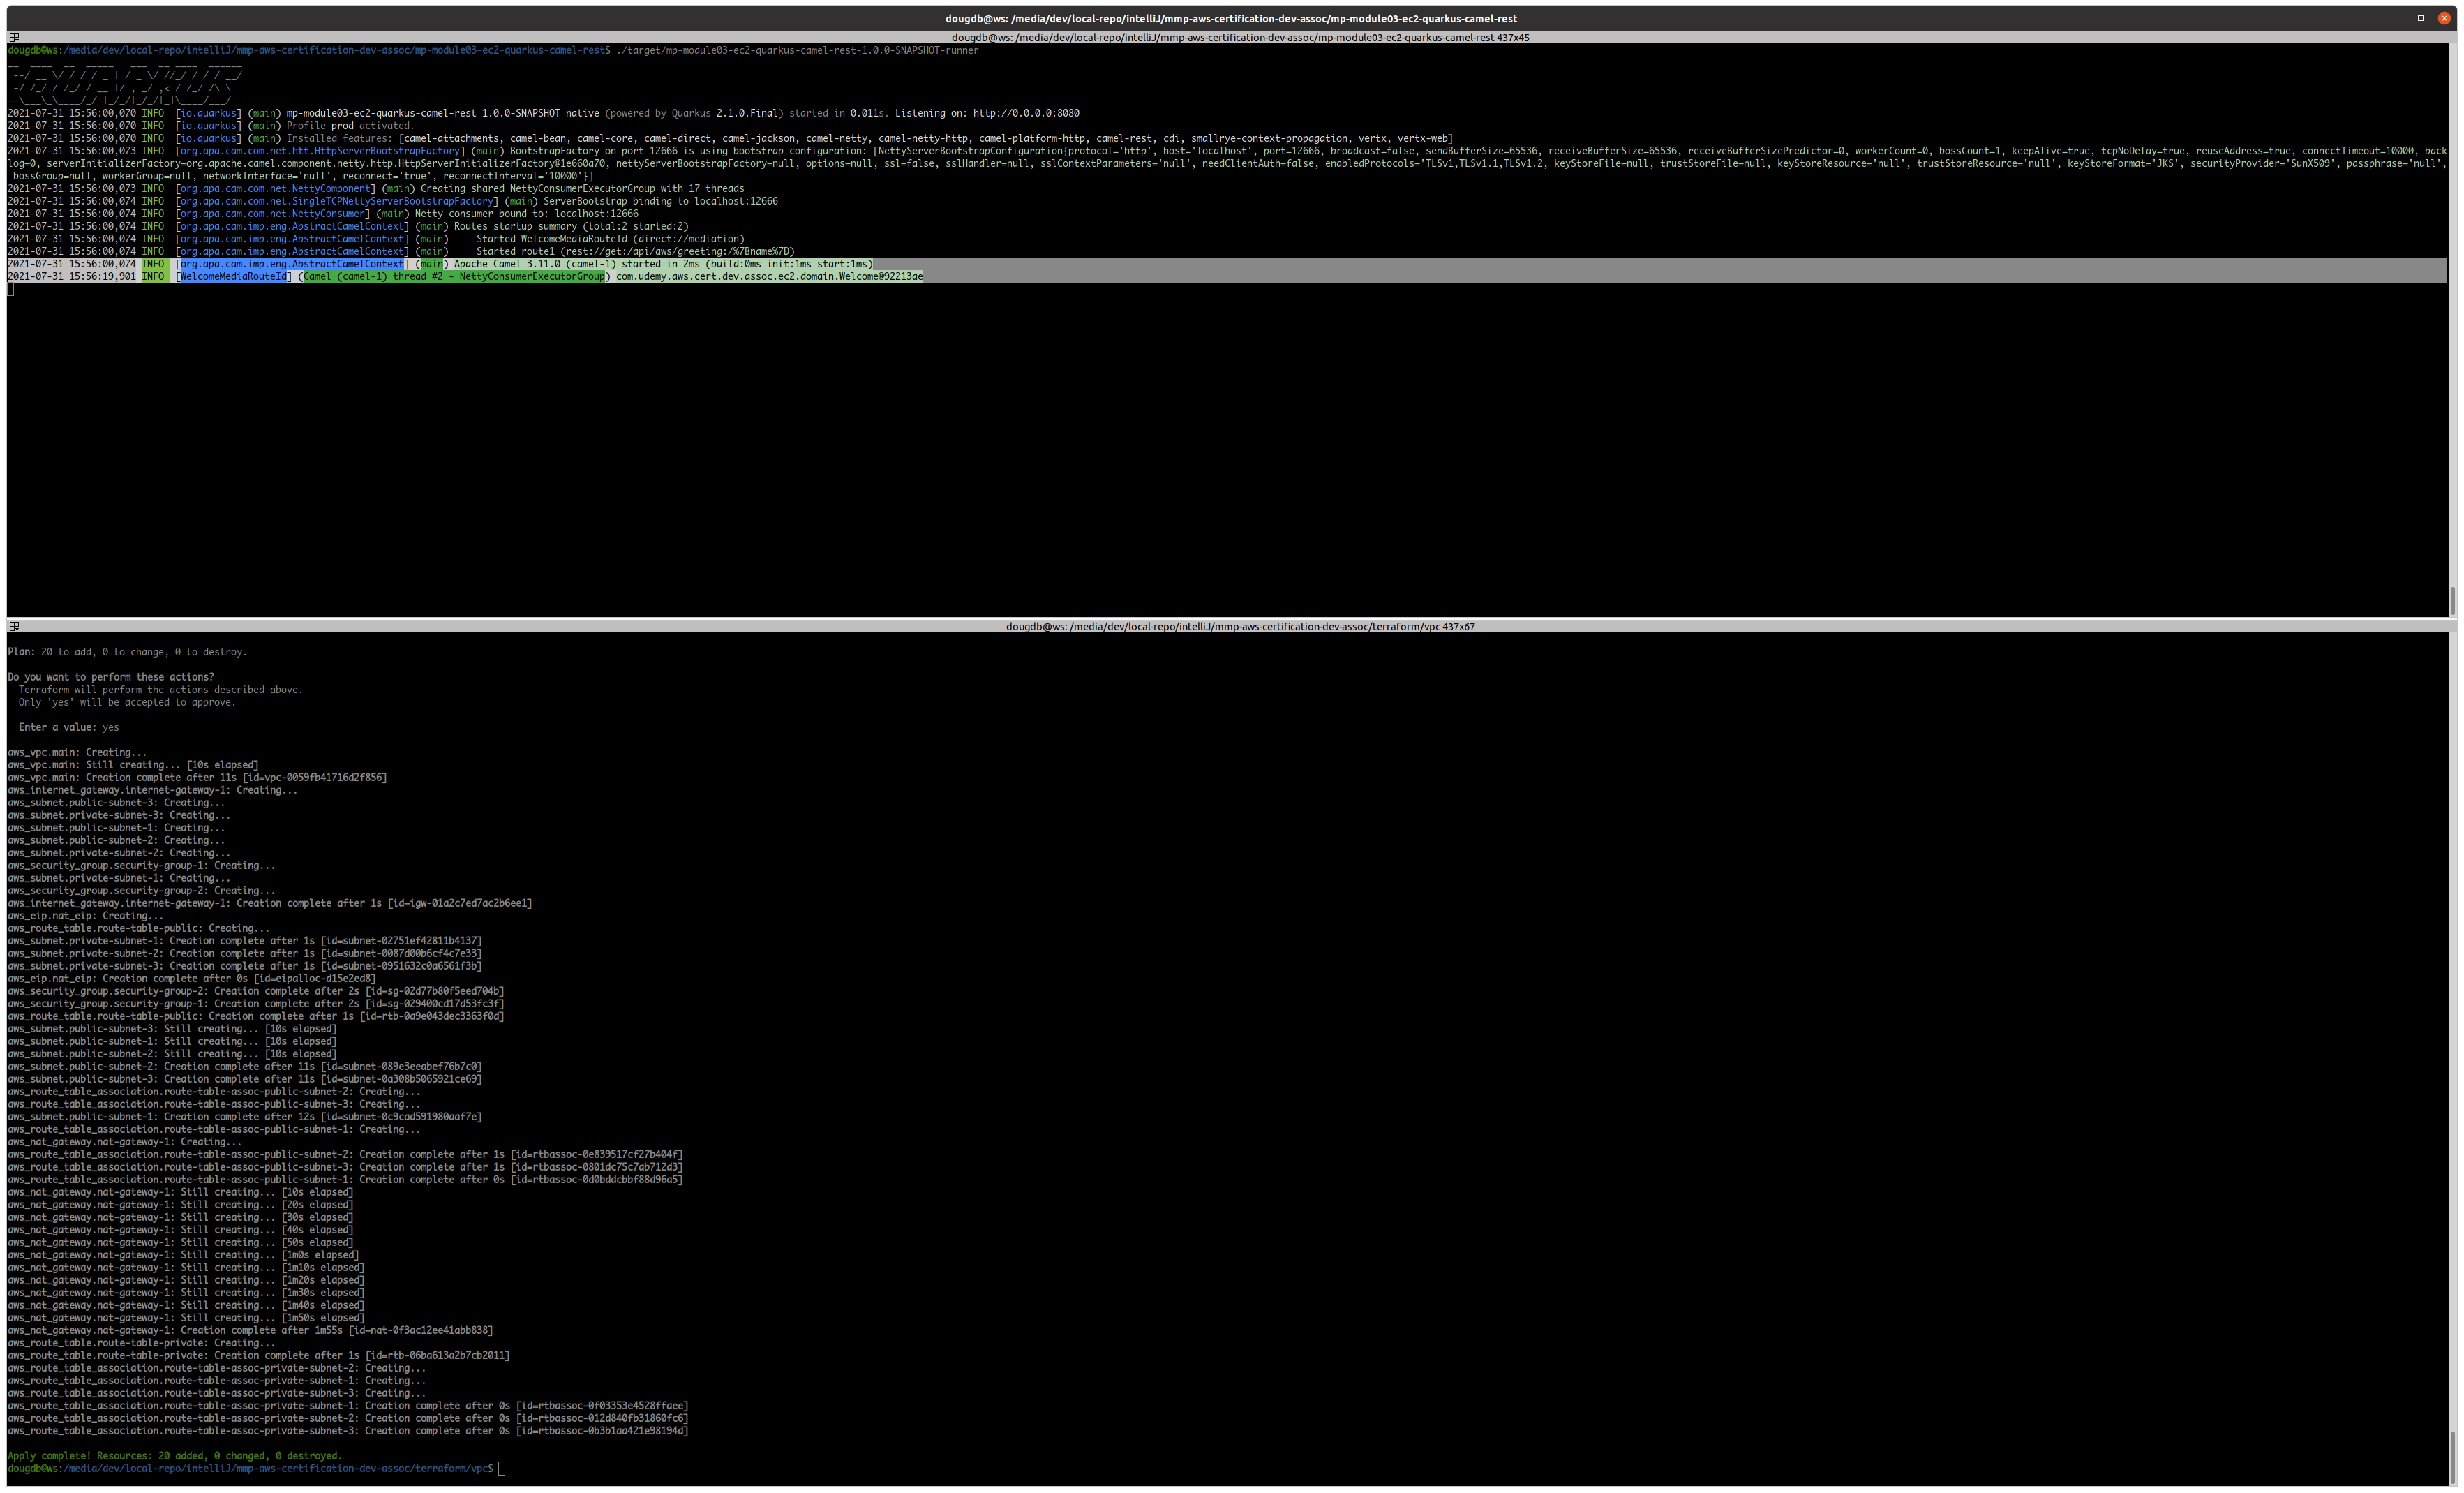 dougdb@ws: /media/dev/local-repo/intelliJ/mmp-aws-certification-dev-assoc/mp-module03-ec2-quarkus-camel-rest
dougdb@ws: /media/dev/local-repo/intelliJ/mmp-aws-certification-dev-assoc/mp-module03-ec2-quarkus-camel-rest 437x45
dougdb@ws:/media/dev/local-repo/intelliJ/mmp-aws-certification-dev-assoc/mp-module03-ec2-quarkus-camel-rest$ ./target/mp-module03-ec2-quarkus-camel-rest-1.0.0-SNAPSHOT-runner
__  ____  __  _____   ___  __ ____  ______
 --/ __ \/ / / / _ | / _ \/ //_/ / / / __/
 -/ /_/ / /_/ / __ |/ , _/ ,< / /_/ /\ \
--\___\_\____/_/ |_/_/|_/_/|_|\____/___/
2021-07-31 15:56:00,070 INFO  [io.quarkus] (main) mp-module03-ec2-quarkus-camel-rest 1.0.0-SNAPSHOT native (powered by Quarkus 2.1.0.Final) started in 0.011s. Listening on: http://0.0.0.0:8080
2021-07-31 15:56:00,070 INFO  [io.quarkus] (main) Profile prod activated.
2021-07-31 15:56:00,070 INFO  [io.quarkus] (main) Installed features: [camel-attachments, camel-bean, camel-core, camel-direct, camel-jackson, camel-netty, camel-netty-http, camel-platform-http, camel-rest, cdi, smallrye-context-propagation, vertx, vertx-web]
2021-07-31 15:56:00,073 INFO  [org.apa.cam.com.net.htt.HttpServerBootstrapFactory] (main) BootstrapFactory on port 12666 is using bootstrap configuration: [NettyServerBootstrapConfiguration{protocol='http', host='localhost', port=12666, broadcast=false, sendBufferSize=65536, receiveBufferSize=65536, receiveBufferSizePredictor=0, workerCount=0, bossCount=1, keepAlive=true, tcpNoDelay=true, reuseAddress=true, connectTimeout=10000, back
log=0, serverInitializerFactory=org.apache.camel.component.netty.http.HttpServerInitializerFactory@1e660a70, nettyServerBootstrapFactory=null, options=null, ssl=false, sslHandler=null, sslContextParameters='null', needClientAuth=false, enabledProtocols='TLSv1,TLSv1.1,TLSv1.2, keyStoreFile=null, trustStoreFile=null, keyStoreResource='null', trustStoreResource='null', keyStoreFormat='JKS', securityProvider='SunX509', passphrase='null',
bossGroup=null, workerGroup=null, networkInterface='null', reconnect='true', reconnectInterval='10000'}]
2021-07-31 15:56:00,073 INFO  [org.apa.cam.com.net.NettyComponent] (main) Creating shared NettyConsumerExecutorGroup with 17 threads
2021-07-31 15:56:00,074 INFO  [org.apa.cam.com.net.SingleTCPNettyServerBootstrapFactory] (main) ServerBootstrap binding to localhost:12666
2021-07-31 15:56:00,074 INFO  [org.apa.cam.com.net.NettyConsumer] (main) Netty consumer bound to: localhost:12666
2021-07-31 15:56:00,074 INFO  [org.apa.cam.imp.eng.AbstractCamelContext] (main) Routes startup summary (total:2 started:2)
2021-07-31 15:56:00,074 INFO  [org.apa.cam.imp.eng.AbstractCamelContext] (main)     Started WelcomeMediaRouteId (direct://mediation)
2021-07-31 15:56:00,074 INFO  [org.apa.cam.imp.eng.AbstractCamelContext] (main)     Started route1 (rest://get:/api/aws/greeting:/%7Bname%7D)
2021-07-31 15:56:00,074 INFO  [org.apa.cam.imp.eng.AbstractCamelContext] (main) Apache Camel 3.11.0 (camel-1) started in 2ms (build:0ms init:1ms start:1ms)
2021-07-31 15:56:19,901 INFO  [WelcomeMediaRouteId] (Camel (camel-1) thread #2 - NettyConsumerExecutorGroup) com.udemy.aws.cert.dev.assoc.ec2.domain.Welcome@92213ae
dougdb@ws: /media/dev/local-repo/intelliJ/mmp-aws-certification-dev-assoc/terraform/vpc 437x67
Plan: 20 to add, 0 to change, 0 to destroy.
Do you want to perform these actions?
  Terraform will perform the actions described above.
  Only 'yes' will be accepted to approve.
  Enter a value: yes
aws_vpc.main: Creating...
aws_vpc.main: Still creating... [10s elapsed]
aws_vpc.main: Creation complete after 11s [id=vpc-0059fb41716d2f856]
aws_internet_gateway.internet-gateway-1: Creating...
aws_subnet.public-subnet-3: Creating...
aws_subnet.private-subnet-3: Creating...
aws_subnet.public-subnet-1: Creating...
aws_subnet.public-subnet-2: Creating...
aws_subnet.private-subnet-2: Creating...
aws_security_group.security-group-1: Creating...
aws_subnet.private-subnet-1: Creating...
aws_security_group.security-group-2: Creating...
aws_internet_gateway.internet-gateway-1: Creation complete after 1s [id=igw-01a2c7ed7ac2b6ee1]
aws_eip.nat_eip: Creating...
aws_route_table.route-table-public: Creating...
aws_subnet.private-subnet-1: Creation complete after 1s [id=subnet-02751ef42811b4137]
aws_subnet.private-subnet-2: Creation complete after 1s [id=subnet-0087d00b6cf4c7e33]
aws_subnet.private-subnet-3: Creation complete after 1s [id=subnet-0951632c0a6561f3b]
aws_eip.nat_eip: Creation complete after 0s [id=eipalloc-d15e2ed8]
aws_security_group.security-group-2: Creation complete after 2s [id=sg-02d77b80f5eed704b]
aws_security_group.security-group-1: Creation complete after 2s [id=sg-029400cd17d53fc3f]
aws_route_table.route-table-public: Creation complete after 1s [id=rtb-0a9e043dec3363f0d]
aws_subnet.public-subnet-3: Still creating... [10s elapsed]
aws_subnet.public-subnet-1: Still creating... [10s elapsed]
aws_subnet.public-subnet-2: Still creating... [10s elapsed]
aws_subnet.public-subnet-2: Creation complete after 11s [id=subnet-089e3eeabef76b7c0]
aws_subnet.public-subnet-3: Creation complete after 11s [id=subnet-0a308b5065921ce69]
aws_route_table_association.route-table-assoc-public-subnet-2: Creating...
aws_route_table_association.route-table-assoc-public-subnet-3: Creating...
aws_subnet.public-subnet-1: Creation complete after 12s [id=subnet-0c9cad591980aaf7e]
aws_route_table_association.route-table-assoc-public-subnet-1: Creating...
aws_nat_gateway.nat-gateway-1: Creating...
aws_route_table_association.route-table-assoc-public-subnet-2: Creation complete after 1s [id=rtbassoc-0e839517cf27b404f]
aws_route_table_association.route-table-assoc-public-subnet-3: Creation complete after 1s [id=rtbassoc-0801dc75c7ab712d3]
aws_route_table_association.route-table-assoc-public-subnet-1: Creation complete after 0s [id=rtbassoc-0d0bddcbbf88d96a5]
aws_nat_gateway.nat-gateway-1: Still creating... [10s elapsed]
aws_nat_gateway.nat-gateway-1: Still creating... [20s elapsed]
aws_nat_gateway.nat-gateway-1: Still creating... [30s elapsed]
aws_nat_gateway.nat-gateway-1: Still creating... [40s elapsed]
aws_nat_gateway.nat-gateway-1: Still creating... [50s elapsed]
aws_nat_gateway.nat-gateway-1: Still creating... [1m0s elapsed]
aws_nat_gateway.nat-gateway-1: Still creating... [1m10s elapsed]
aws_nat_gateway.nat-gateway-1: Still creating... [1m20s elapsed]
aws_nat_gateway.nat-gateway-1: Still creating... [1m30s elapsed]
aws_nat_gateway.nat-gateway-1: Still creating... [1m40s elapsed]
aws_nat_gateway.nat-gateway-1: Still creating... [1m50s elapsed]
aws_nat_gateway.nat-gateway-1: Creation complete after 1m55s [id=nat-0f3ac12ee41abb838]
aws_route_table.route-table-private: Creating...
aws_route_table.route-table-private: Creation complete after 1s [id=rtb-06ba613a2b7cb2011]
aws_route_table_association.route-table-assoc-private-subnet-2: Creating...
aws_route_table_association.route-table-assoc-private-subnet-1: Creating...
aws_route_table_association.route-table-assoc-private-subnet-3: Creating...
aws_route_table_association.route-table-assoc-private-subnet-1: Creation complete after 0s [id=rtbassoc-0f03353e4528ffaee]
aws_route_table_association.route-table-assoc-private-subnet-2: Creation complete after 0s [id=rtbassoc-012d840fb31860fc6]
aws_route_table_association.route-table-assoc-private-subnet-3: Creation complete after 0s [id=rtbassoc-0b3b1aa421e98194d]
Apply complete! Resources: 20 added, 0 changed, 0 destroyed.
dougdb@ws:/media/dev/local-repo/intelliJ/mmp-aws-certification-dev-assoc/terraform/vpc$